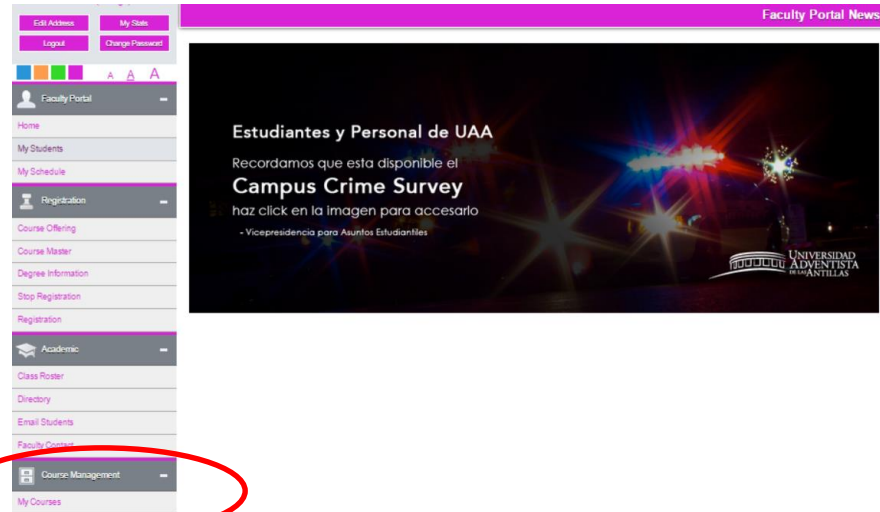 Edit Address
My Stats
Logout
Change Password
A A A
Faculty Portal
Home
My Students
My Schedule
Registration
Course Offering
Course Master
Degree Information
Stop Registration
Registration
Academic
Class Roster
Directory
Email Students
Faculty Contact
Course Management
My Courses
Faculty Portal News
Estudiantes y Personal de UAA
Recordamos que esta disponible el
Campus Crime Survey
haz click en la imagen para accesarlo
- Vicepresidencia para Asuntos Estudiantiles
UNIVERSIDAD
ADVENTISTA
DE LAS ANTILLAS